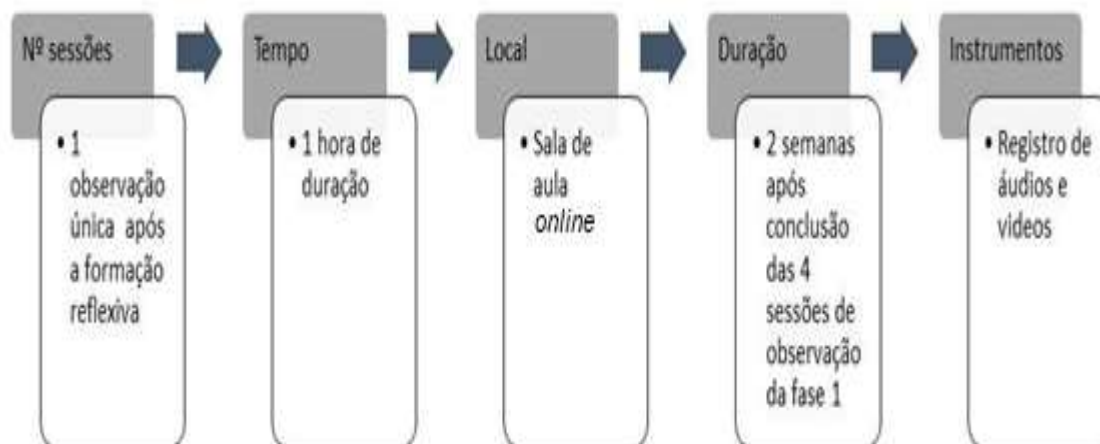 Nº sessões
• 1
observação
única após
a formação
reflexiva
Tempo
• 1 hora de
duração
Local
• Sala de
aula
online
Duração
• 2 semanas
após
conclusão
das 4
sessões de
observação
da fase 1
Instrumentos
• Registro de
áudios e
videos